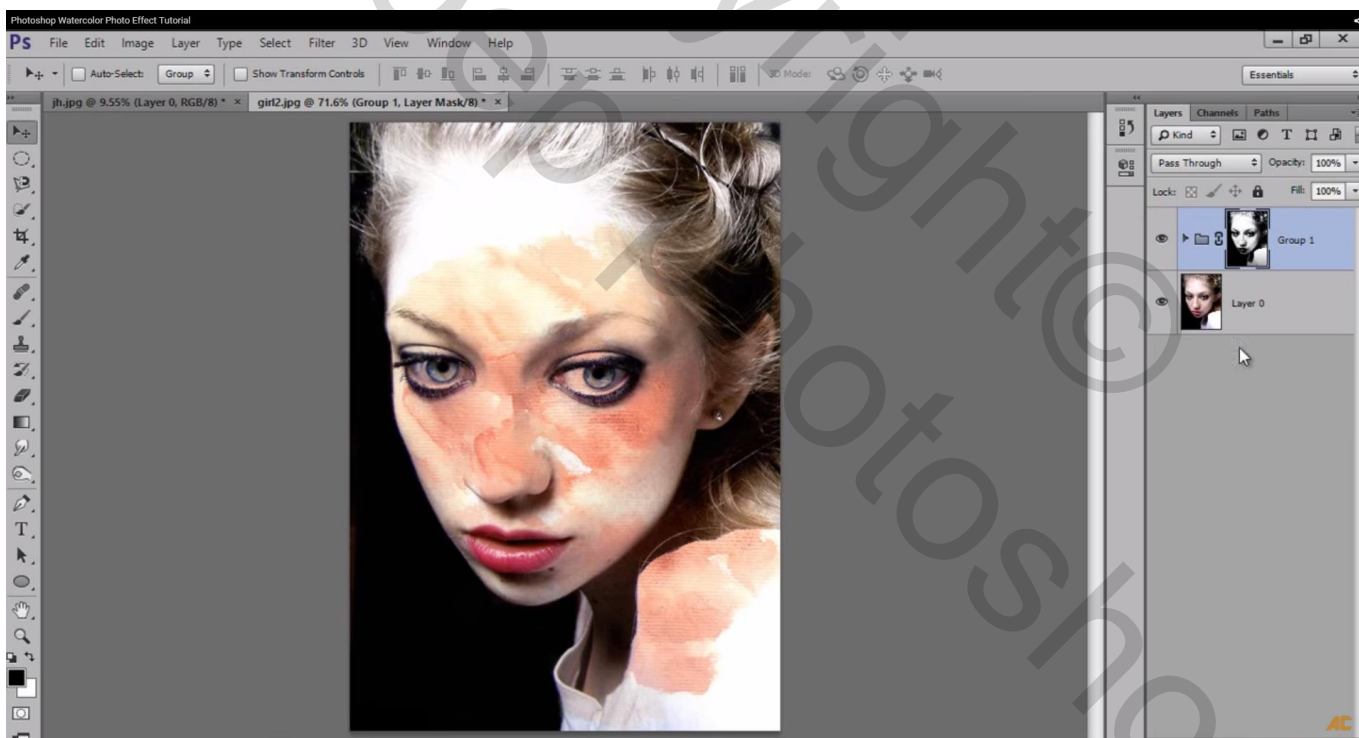 Photoshop Watercolor Photo Effect Tutorial
Ps File Edit Image Layer Type Select Filter 3D View Window Help
Auto-Select: Group Show Transform Controls 3D Mode: Essentials
jh.jpg @ 9.55% (Layer 0, RGB/8) * × girl2.jpg @ 71.6% (Group 1, Layer Mask/8) * ×
Layers Channels Paths
Kind
Pass Through Opacity: 100%
Lock: Fill: 100%
Group 1
Layer 0
AC